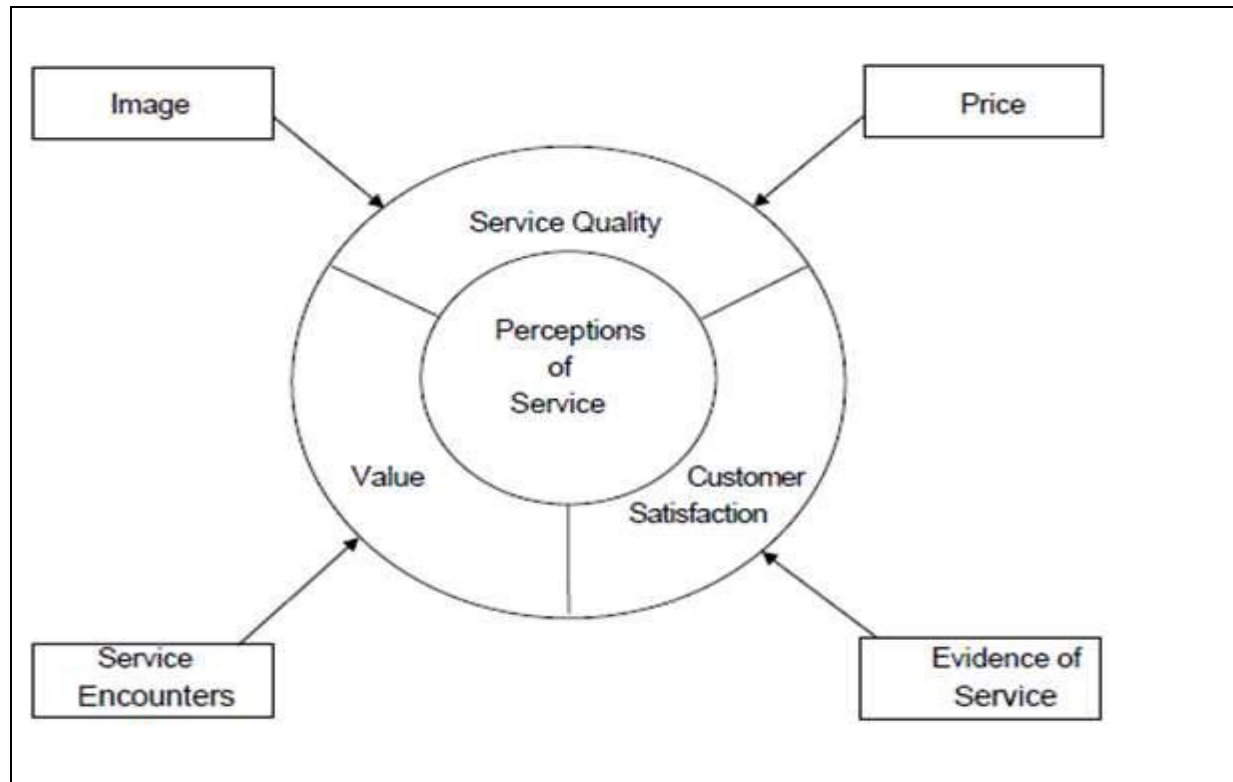 Image
Price
Service Quality
Perceptions
of
Service
Value
Customer
Satisfaction
Service
Encounters
Evidence of
Service